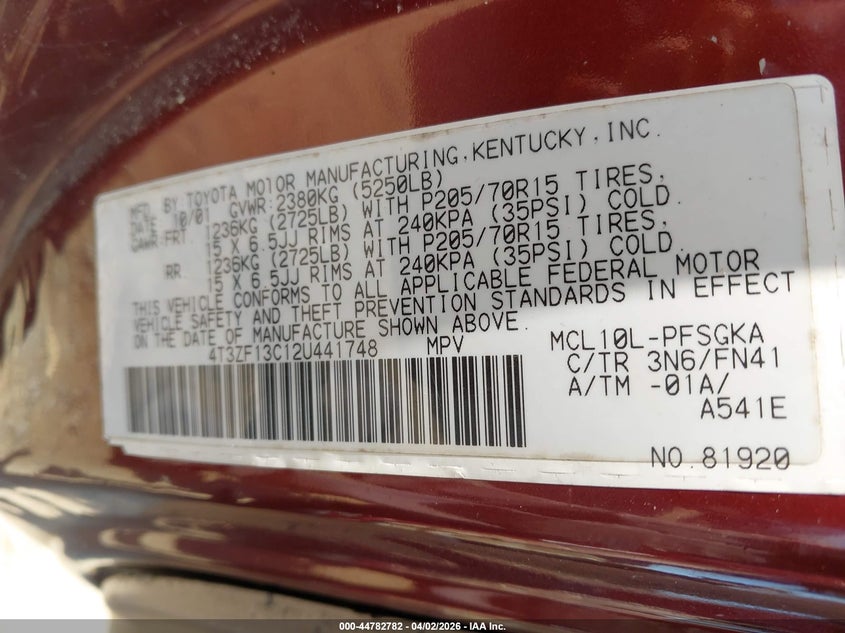 MFD. BY: TOYOTA MOTOR MANUFACTURING, KENTUCKY, INC.
DATE: 10/01 GVWR: 2380KG (5250LB)
GAWR: FRT. 1236KG (2725LB) WITH P205/70R15 TIRES,
15 X 6.5JJ RIMS AT 240KPA (35PSI) COLD.
RR. 1236KG (2725LB) WITH P205/70R15 TIRES,
15 X 6.5JJ RIMS AT 240KPA (35PSI) COLD.
THIS VEHICLE CONFORMS TO ALL APPLICABLE FEDERAL MOTOR
VEHICLE SAFETY AND THEFT PREVENTION STANDARDS IN EFFECT
ON THE DATE OF MANUFACTURE SHOWN ABOVE.
4T3ZF13C12U441748 MPV
MCL10L-PFSGKA
C/TR 3N6/FN41
A/TM -01A/
A541E
NO. 81920
000-44782782 - 04/02/2026 - IAA Inc.